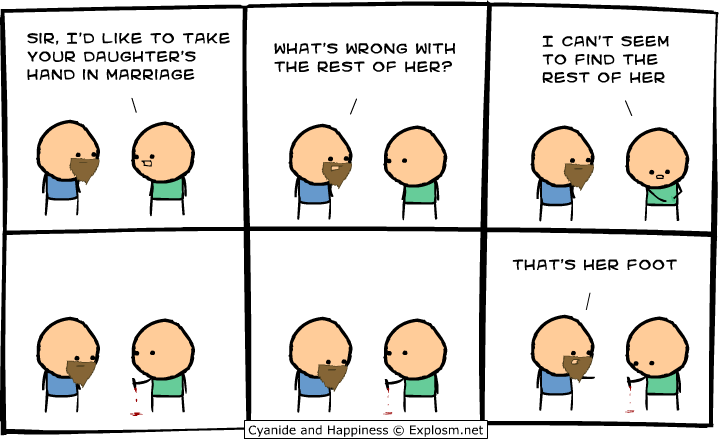 SIR, I'D LIKE TO TAKE
YOUR DAUGHTER'S
HAND IN MARRIAGE
WHAT'S WRONG WITH
THE REST OF HER?
I CAN'T SEEM
TO FIND THE
REST OF HER
THAT'S HER FOOT
Cyanide and Happiness © Explosm.net